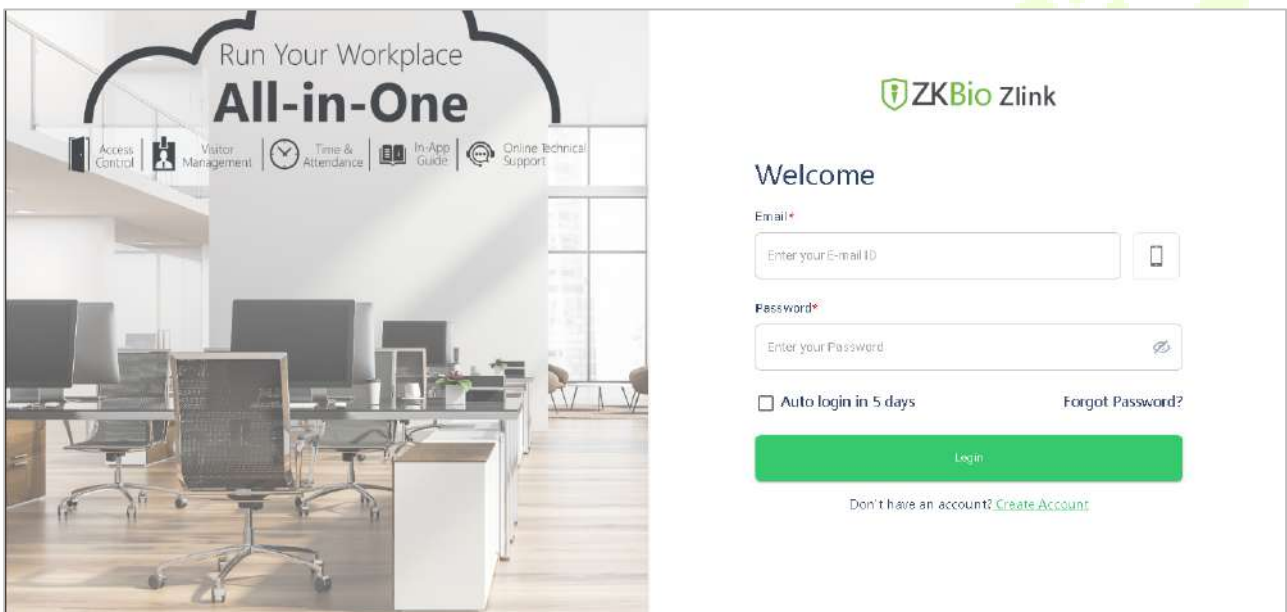 Run Your Workplace
All-in-One
Access Control
Visitor Management
Time & Attendance
In-App Guide
Online Technical Support
ZKBio Zlink
Welcome
Email*
Enter your E-mail ID
Password*
Enter your Password
Auto login in 5 days
Forgot Password?
Login
Don't have an account? Create Account